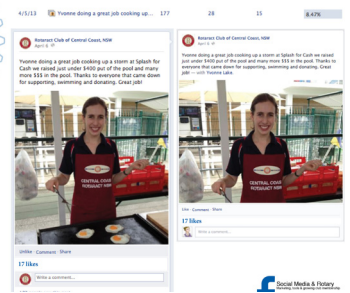 4/5/13 Yvonne doing a great job cooking up... 177 28 15 8.47%
Rotaract Club of Central Coast, NSW
April 6
Yvonne doing a great job cooking up a storm at Splash for
Cash we raised just under $400 put of the pool and many
more $$$ in the pool. Thanks to everyone that came down
for supporting, swimming and donating. Great job!
CENTRAL COAST
ROTARACT NSW
Unlike · Comment · Share
17 likes
Write a comment...
Rotaract Club of Central Coast, NSW
April 6
Yvonne doing a great job cooking up a storm at Splash for Cash we raised
just under $400 put of the pool and many more $$$ in the pool. Thanks to
everyone that came down for supporting, swimming and donating. Great
job! — with Yvonne Lake.
CENTRAL COAST
ROTARACT NSW
Like · Comment · Share
17 likes
Write a comment...
Social Media & Rotary